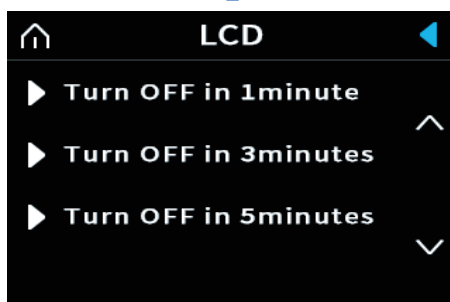 LCD
Turn OFF in 1minute
Turn OFF in 3minutes
Turn OFF in 5minutes